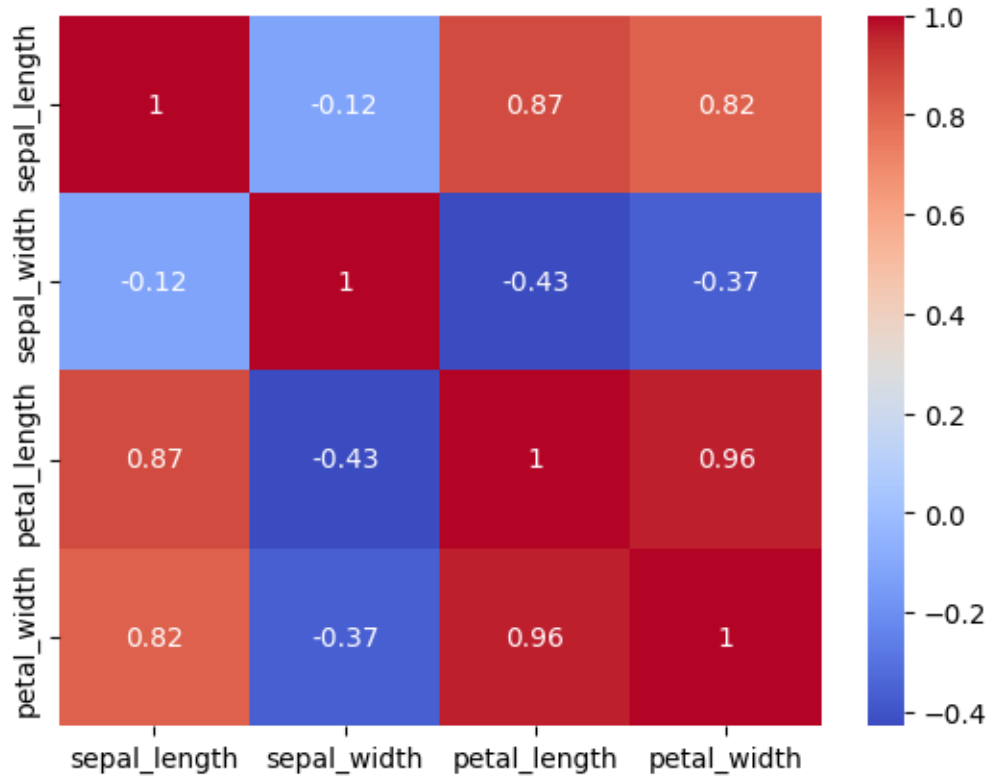 sepal_length 1 -0.12 0.87 0.82
sepal_width -0.12 1 -0.43 -0.37
petal_length 0.87 -0.43 1 0.96
petal_width 0.82 -0.37 0.96 1
sepal_length sepal_width petal_length petal_width
1.0
0.8
0.6
0.4
0.2
0.0
−0.2
−0.4